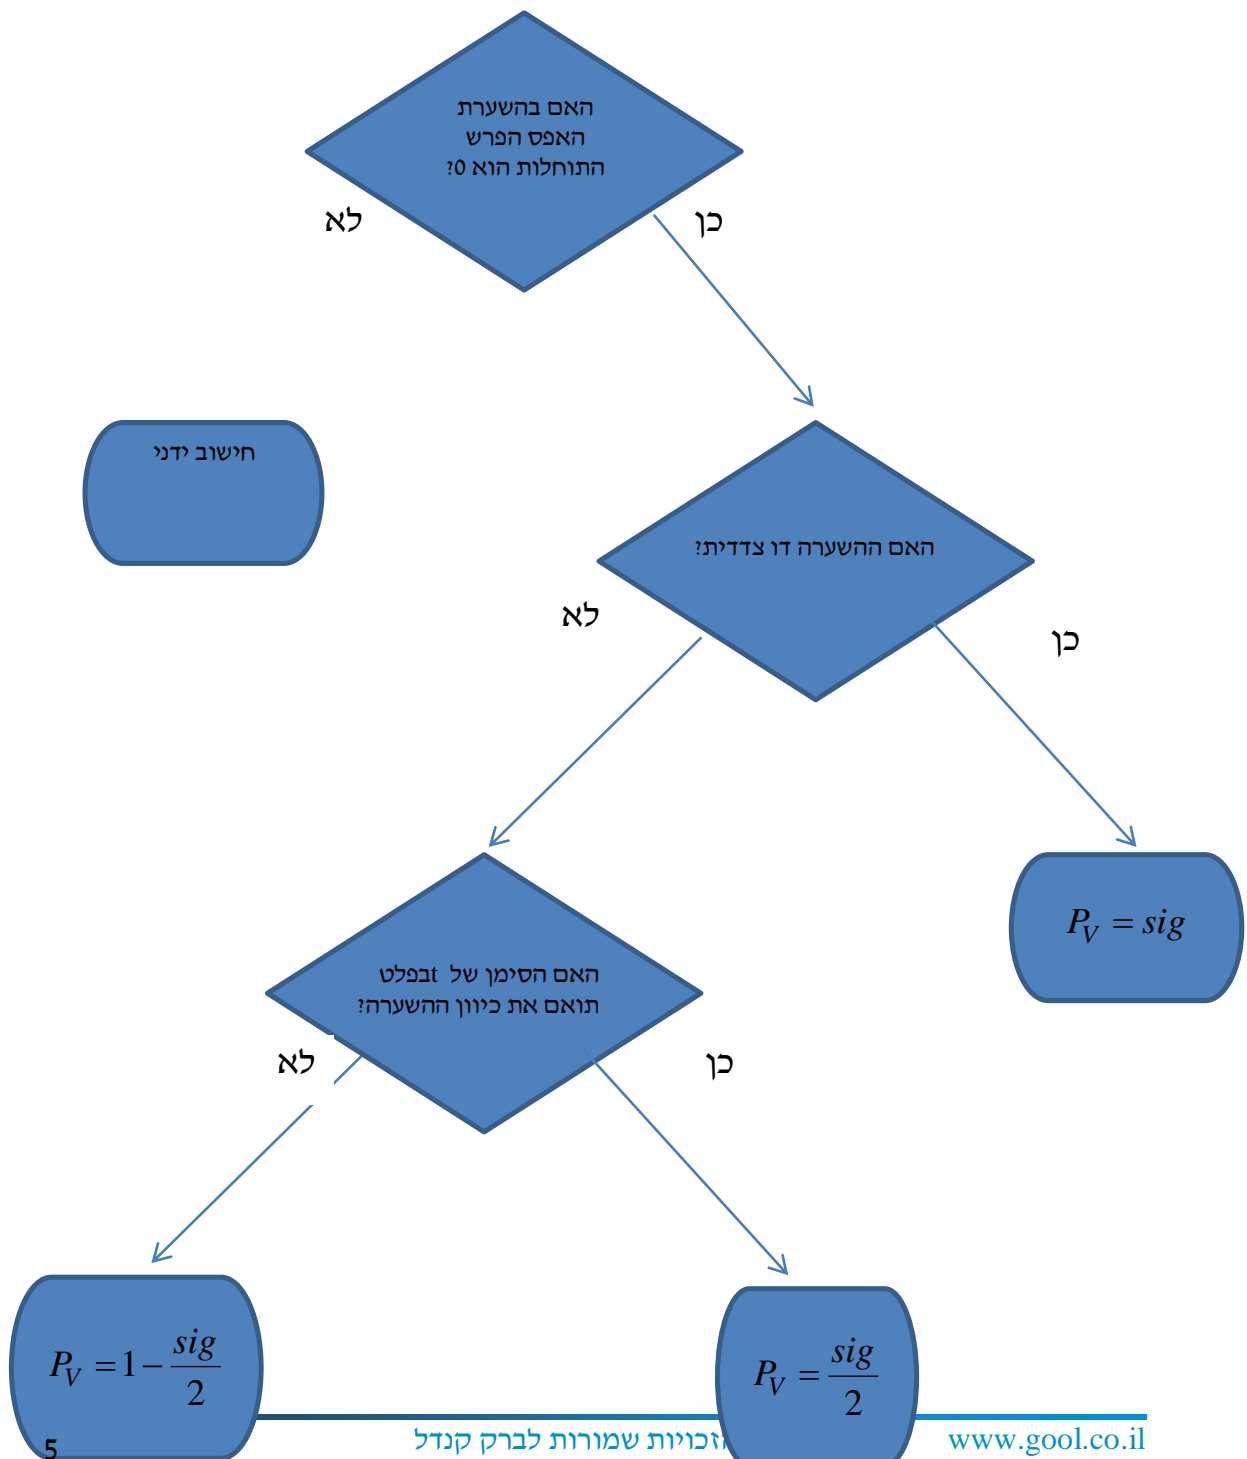 האם בהשערת
האפס הפרש
התוחלות הוא 0?
לא
כן
חישוב ידני
האם ההשערה דו צדדית?
לא
כן
P_V = sig
האם הסימן של tבפלט
תואם את כיוון ההשערה?
לא
כן
P_V = 1 - sig/2
P_V = sig/2
5
הזכויות שמורות לברק קנדל
www.gool.co.il